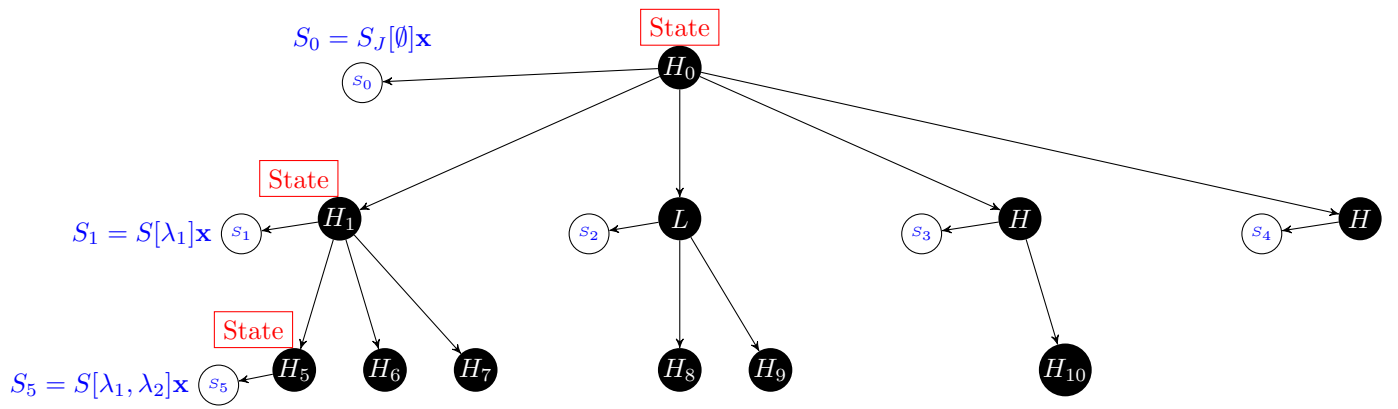 State
S_0 = S_J[∅]x
H_0
S_0
State
H_1
L
H
H
S_1 = S[λ_1]x
S_1
S_2
S_3
S_4
State
H_5
H_6
H_7
H_8
H_9
H_10
S_5 = S[λ_1, λ_2]x
S_5